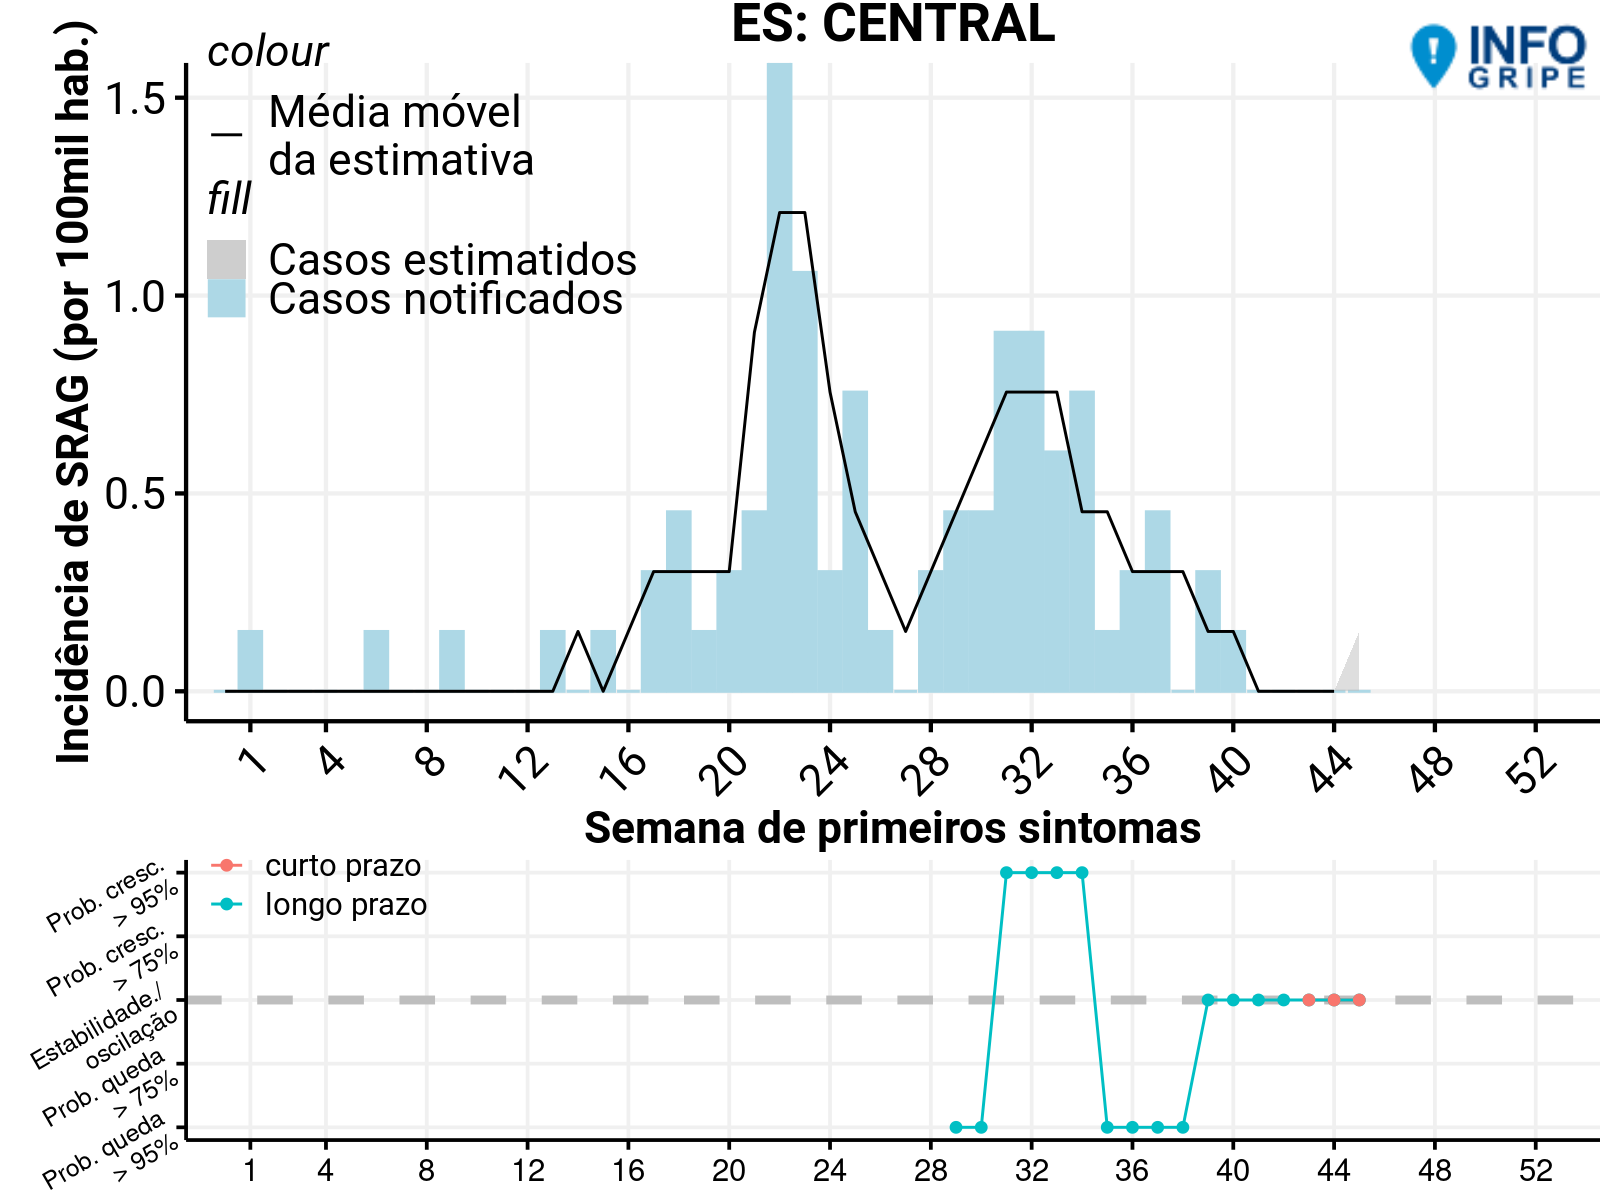 ES: CENTRAL
INFO
GRIPE
colour
Média móvel
da estimativa
fill
Casos estimatidos
Casos notificados
Incidência de SRAG (por 100mil hab.)
1.5
1.0
0.5
0.0
1 4 8 12 16 20 24 28 32 36 40 44 48 52
Semana de primeiros sintomas
curto prazo
longo prazo
Prob. cresc.
> 95%
Prob. cresc.
> 75%
Estabilidade./
oscilação
Prob. queda
> 75%
Prob. queda
> 95%
1 4 8 12 16 20 24 28 32 36 40 44 48 52